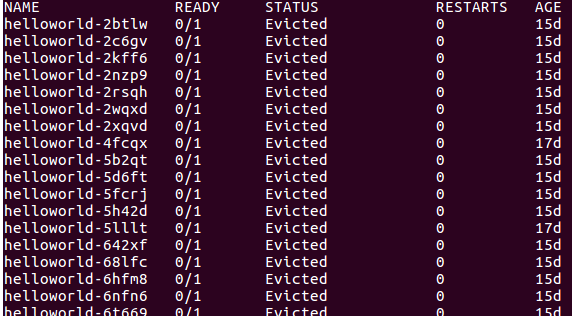 NAME READY STATUS RESTARTS AGE
helloworld-2btlw 0/1 Evicted 0 15d
helloworld-2c6gv 0/1 Evicted 0 15d
helloworld-2kff6 0/1 Evicted 0 15d
helloworld-2nzp9 0/1 Evicted 0 15d
helloworld-2rsqh 0/1 Evicted 0 15d
helloworld-2wqxd 0/1 Evicted 0 15d
helloworld-2xqvd 0/1 Evicted 0 15d
helloworld-4fcqx 0/1 Evicted 0 17d
helloworld-5b2qt 0/1 Evicted 0 15d
helloworld-5d6ft 0/1 Evicted 0 15d
helloworld-5fcrj 0/1 Evicted 0 15d
helloworld-5h42d 0/1 Evicted 0 15d
helloworld-5lllt 0/1 Evicted 0 17d
helloworld-642xf 0/1 Evicted 0 15d
helloworld-68lfc 0/1 Evicted 0 15d
helloworld-6hfm8 0/1 Evicted 0 15d
helloworld-6nfn6 0/1 Evicted 0 15d
helloworld-6t669 0/1 Evicted 0 15d